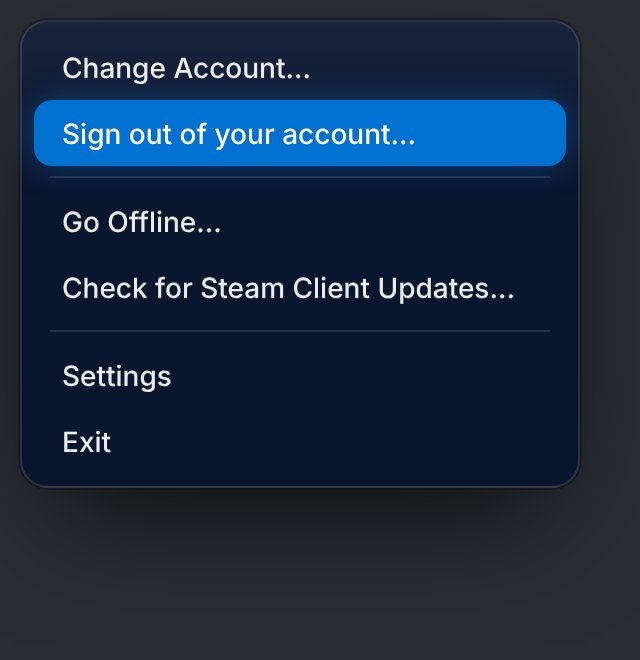 Change Account...
Sign out of your account...
Go Offline...
Check for Steam Client Updates...
Settings
Exit